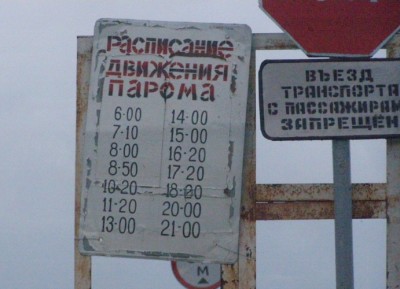 Расписание
движения
парома
6-00 14-00
7-10 15-00
8-00 16-20
8-50 17-20
10-20 18-20
11-20 20-00
13-00 21-00
ВЪЕЗД
ТРАНСПОРТА
С ПАССАЖИРАМ
ЗАПРЕЩЕН
М